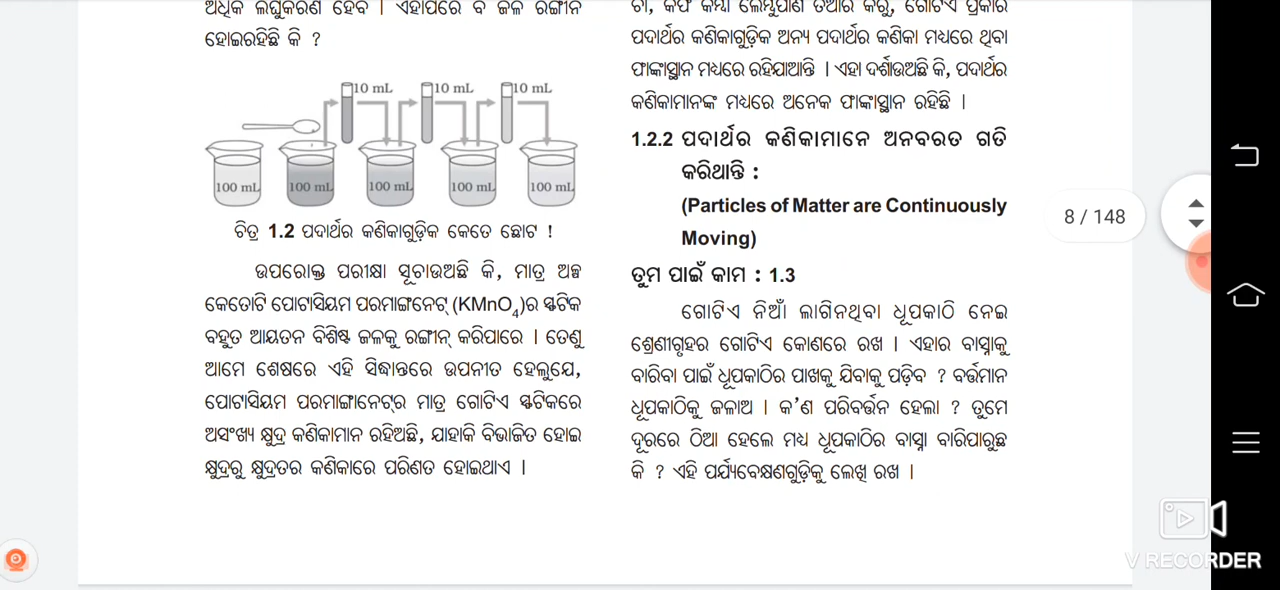 ଅଧିକ ଲଘୁକରଣ ହେବ । ଏହାପରେ ବି ଜଳ ରଙ୍ଗୀନ
ହୋଇରହିଛି କି ?
10 mL
10 mL
10 mL
100 mL
100 mL
100 mL
100 mL
100 mL
ଚିତ୍ର 1.2 ପଦାର୍ଥର କଣିକାଗୁଡ଼ିକ କେତେ ଛୋଟ !
ଉପରୋକ୍ତ ପରୀକ୍ଷା ସୂଚାଉଅଛି କି, ମାତ୍ର ଅଳ୍ପ
କେତୋଟି ପୋଟାସିୟମ ପରମାଙ୍ଗନେଟ୍ (KMnO₄)ର ସ୍ଫଟିକ
ବହୁତ ଆୟତନ ବିଶିଷ୍ଟ ଜଳକୁ ରଙ୍ଗୀନ୍ କରିପାରେ । ତେଣୁ
ଆମେ ଶେଷରେ ଏହି ସିଦ୍ଧାନ୍ତରେ ଉପନୀତ ହେଲୁଯେ,
ପୋଟାସିୟମ ପରମାଙ୍ଗାନେଟ୍‌ର ମାତ୍ର ଗୋଟିଏ ସ୍ଫଟିକରେ
ଅସଂଖ୍ୟ କ୍ଷୁଦ୍ର କଣିକାମାନ ରହିଅଛି, ଯାହାକି ବିଭାଜିତ ହୋଇ
କ୍ଷୁଦ୍ରରୁ କ୍ଷୁଦ୍ରତର କଣିକାରେ ପରିଣତ ହୋଇଥାଏ ।
ଚା, କଫି କିମ୍ବା ଲେମ୍ବୁପାଣି ତିଆରି କରୁ, ଗୋଟିଏ ପ୍ରକାର
ପଦାର୍ଥର କଣିକାଗୁଡ଼ିକ ଅନ୍ୟ ପଦାର୍ଥର କଣିକା ମଧ୍ୟରେ ଥିବା
ଫାଙ୍କାସ୍ଥାନ ମଧ୍ୟରେ ରହିଯାଆନ୍ତି । ଏହା ଦର୍ଶାଉଅଛି କି, ପଦାର୍ଥର
କଣିକାମାନଙ୍କ ମଧ୍ୟରେ ଅନେକ ଫାଙ୍କାସ୍ଥାନ ରହିଛି ।
1.2.2 ପଦାର୍ଥର କଣିକାମାନେ ଅନବରତ ଗତି
କରିଥାନ୍ତି :
(Particles of Matter are Continuously
Moving)
ତୁମ ପାଇଁ କାମ : 1.3
ଗୋଟିଏ ନିଆଁ ଲାଗିନଥିବା ଧୂପକାଠି ନେଇ
ଶ୍ରେଣୀଗୃହର ଗୋଟିଏ କୋଣରେ ରଖ । ଏହାର ବାସ୍ନାକୁ
ବାରିବା ପାଇଁ ଧୂପକାଠିର ପାଖକୁ ଯିବାକୁ ପଡ଼ିବ ? ବର୍ତ୍ତମାନ
ଧୂପକାଠିକୁ ଜଳାଅ । କ'ଣ ପରିବର୍ତ୍ତନ ହେଲା ? ତୁମେ
ଦୂରରେ ଠିଆ ହେଲେ ମଧ୍ୟ ଧୂପକାଠିର ବାସ୍ନା ବାରିପାରୁଛ
କି ? ଏହି ପର୍ଯ୍ୟବେକ୍ଷଣଗୁଡ଼ିକୁ ଲେଖି ରଖ ।
8 / 148
V RECORDER